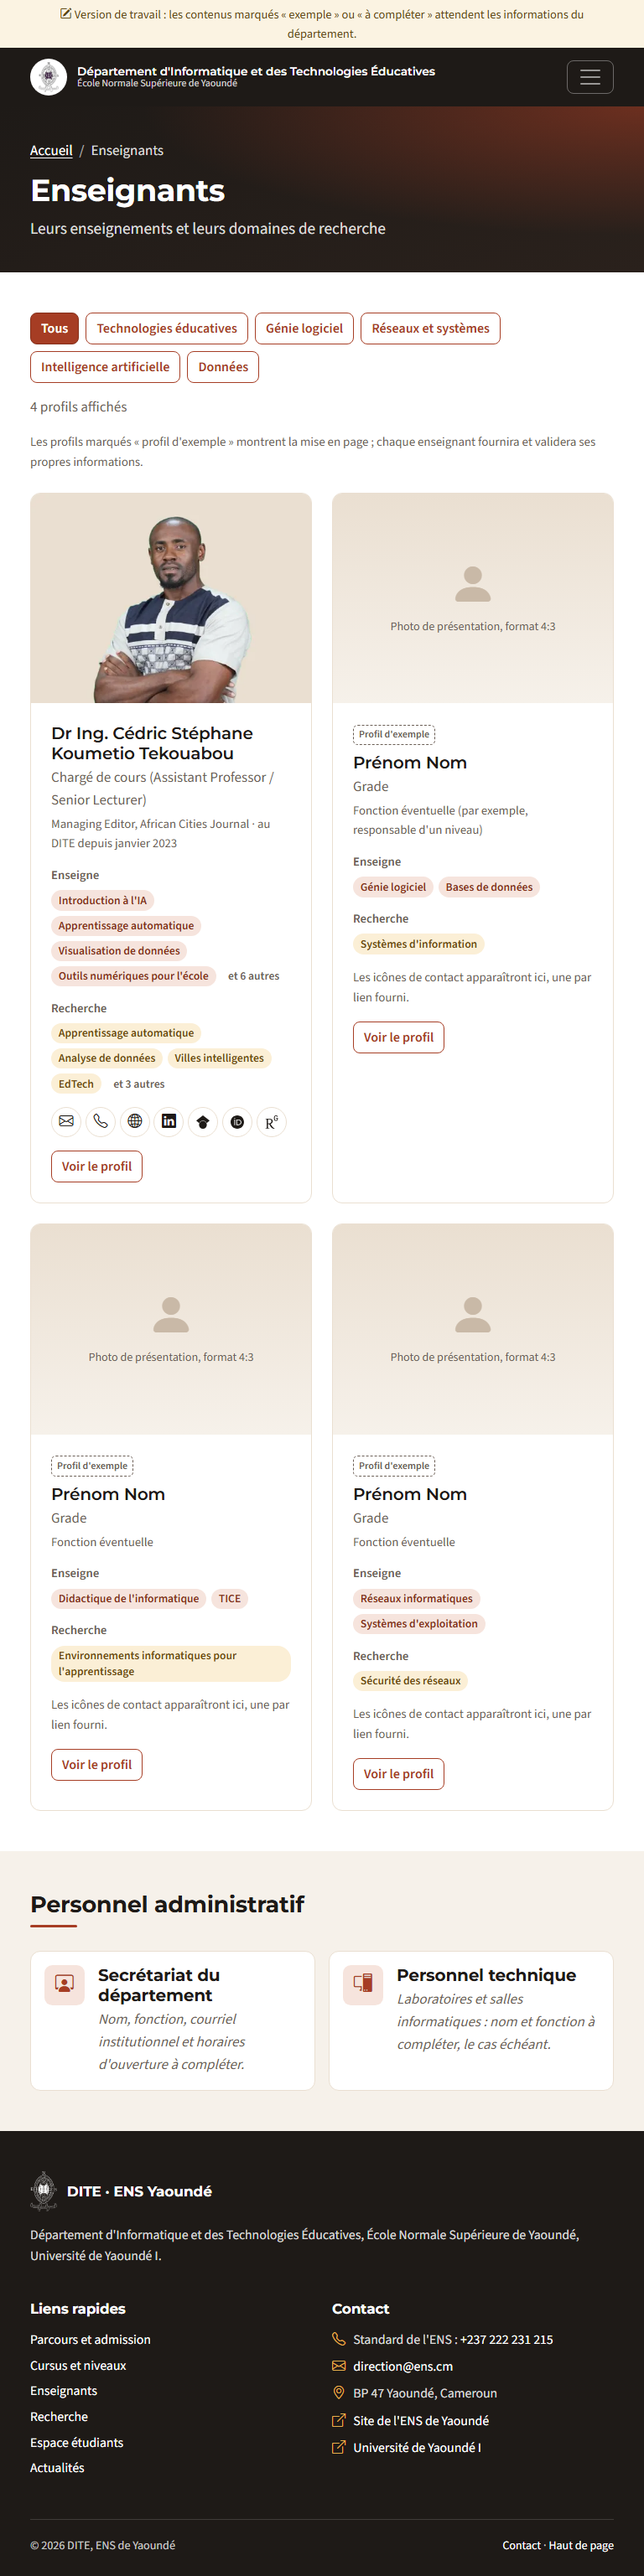 Version de travail : les contenus marqués « exemple » ou « à compléter » attendent les informations du
département.
Département d'Informatique et des Technologies Éducatives
École Normale Supérieure de Yaoundé
Accueil / Enseignants
Enseignants
Leurs enseignements et leurs domaines de recherche
Tous
Technologies éducatives
Génie logiciel
Réseaux et systèmes
Intelligence artificielle
Données
4 profils affichés
Les profils marqués « profil d'exemple » montrent la mise en page ; chaque enseignant fournira et validera ses
propres informations.
Dr Ing. Cédric Stéphane
Koumetio Tekouabou
Chargé de cours (Assistant Professor /
Senior Lecturer)
Managing Editor, African Cities Journal · au
DITE depuis janvier 2023
Enseigne
Introduction à l'IA
Apprentissage automatique
Visualisation de données
Outils numériques pour l'école et 6 autres
Recherche
Apprentissage automatique
Analyse de données Villes intelligentes
EdTech et 3 autres
iD
RG
Voir le profil
Photo de présentation, format 4:3
Profil d'exemple
Prénom Nom
Grade
Fonction éventuelle (par exemple,
responsable d'un niveau)
Enseigne
Génie logiciel Bases de données
Recherche
Systèmes d'information
Les icônes de contact apparaîtront ici, une par
lien fourni.
Voir le profil
Photo de présentation, format 4:3
Profil d'exemple
Prénom Nom
Grade
Fonction éventuelle
Enseigne
Didactique de l'informatique TICE
Recherche
Environnements informatiques pour
l'apprentissage
Les icônes de contact apparaîtront ici, une par
lien fourni.
Voir le profil
Photo de présentation, format 4:3
Profil d'exemple
Prénom Nom
Grade
Fonction éventuelle
Enseigne
Réseaux informatiques
Systèmes d'exploitation
Recherche
Sécurité des réseaux
Les icônes de contact apparaîtront ici, une par
lien fourni.
Voir le profil
Personnel administratif
Secrétariat du
département
Nom, fonction, courriel
institutionnel et horaires
d'ouverture à compléter.
Personnel technique
Laboratoires et salles
informatiques : nom et fonction à
compléter, le cas échéant.
DITE · ENS Yaoundé
Département d'Informatique et des Technologies Éducatives, École Normale Supérieure de Yaoundé,
Université de Yaoundé I.
Liens rapides
Parcours et admission
Cursus et niveaux
Enseignants
Recherche
Espace étudiants
Actualités
Contact
Standard de l'ENS : +237 222 231 215
direction@ens.cm
BP 47 Yaoundé, Cameroun
Site de l'ENS de Yaoundé
Université de Yaoundé I
© 2026 DITE, ENS de Yaoundé
Contact · Haut de page